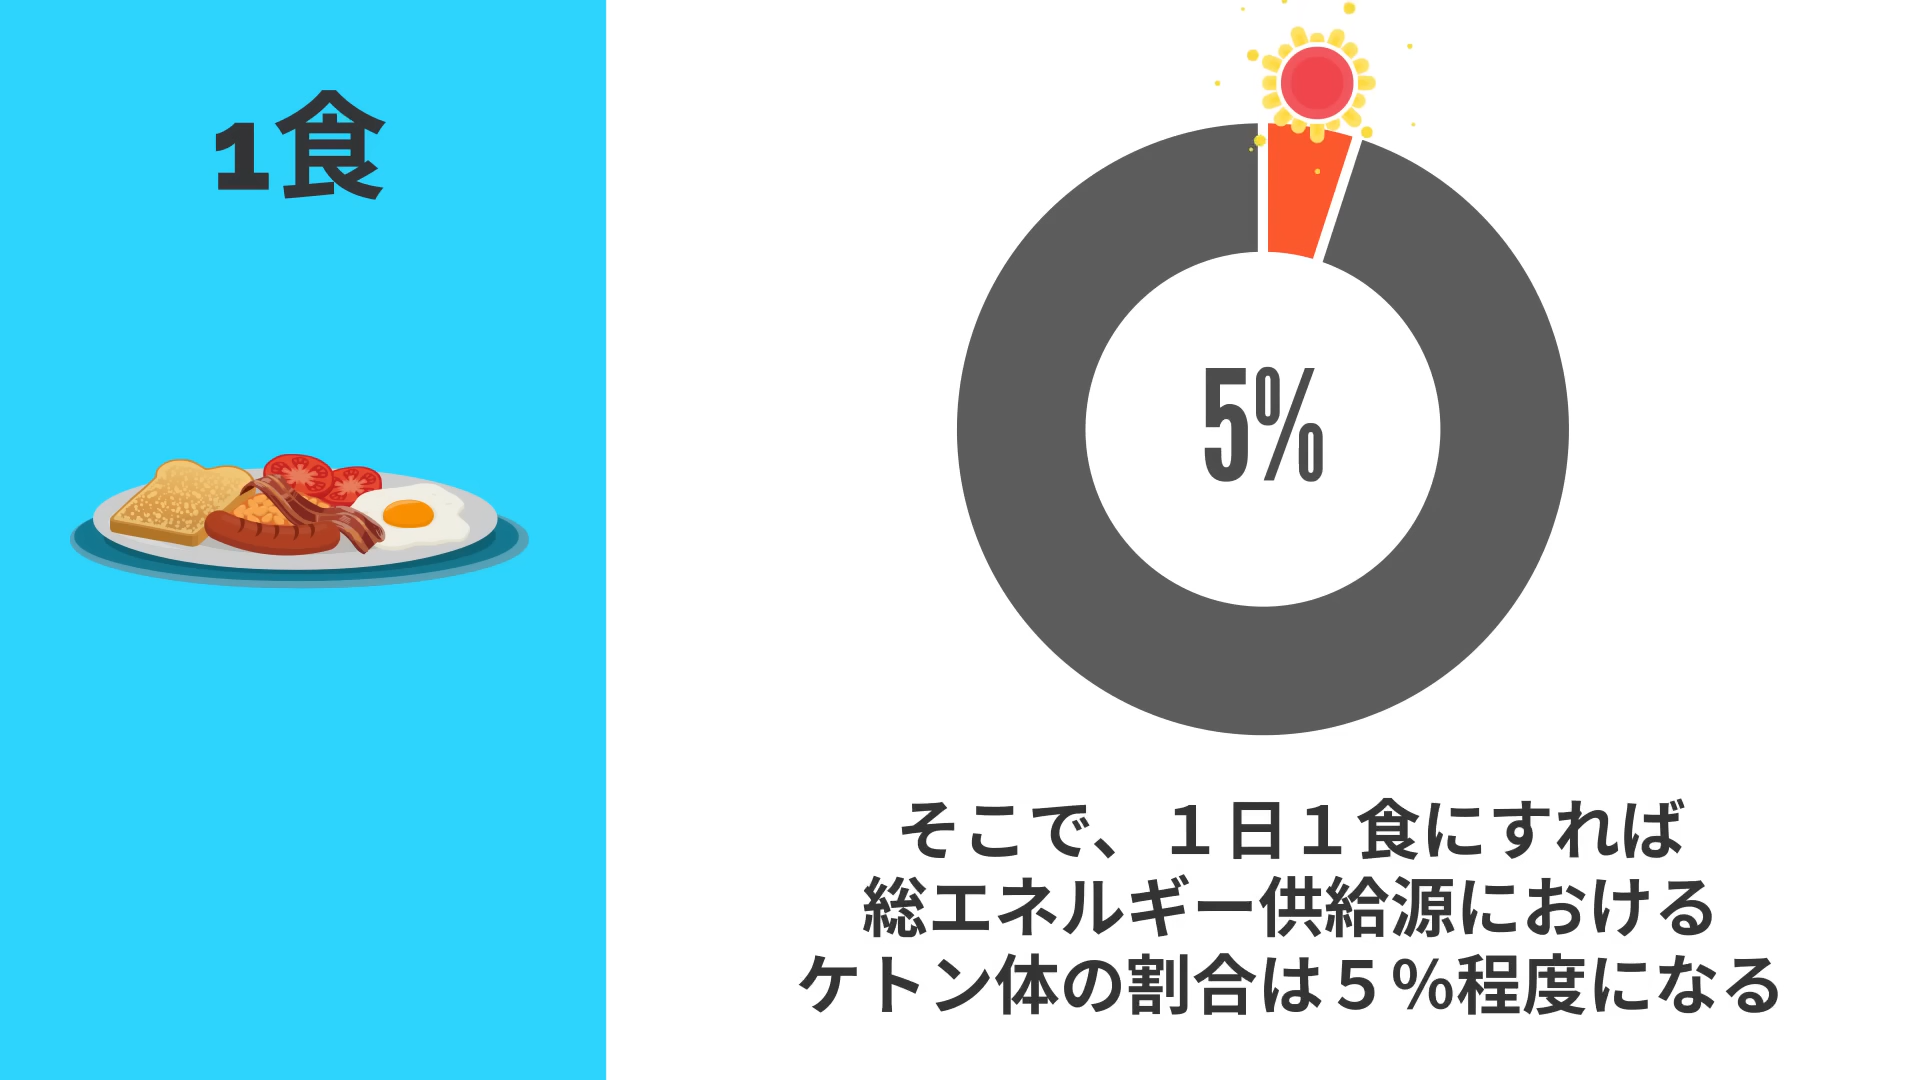 1食
5%
そこで、１日１食にすれば
総エネルギー供給源における
ケトン体の割合は５％程度になる